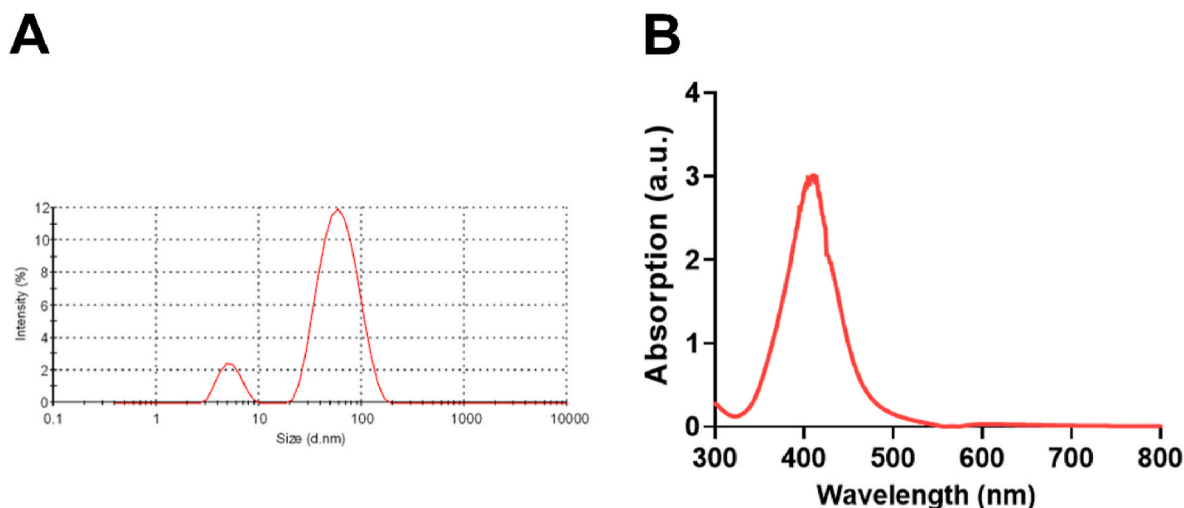 A
B
12
10
8
6
4
2
0
Intensity (%)
0.1 1 10 100 1000 10000
Size (d.nm)
4
3
2
1
0
Absorption (a.u.)
300 400 500 600 700 800
Wavelength (nm)